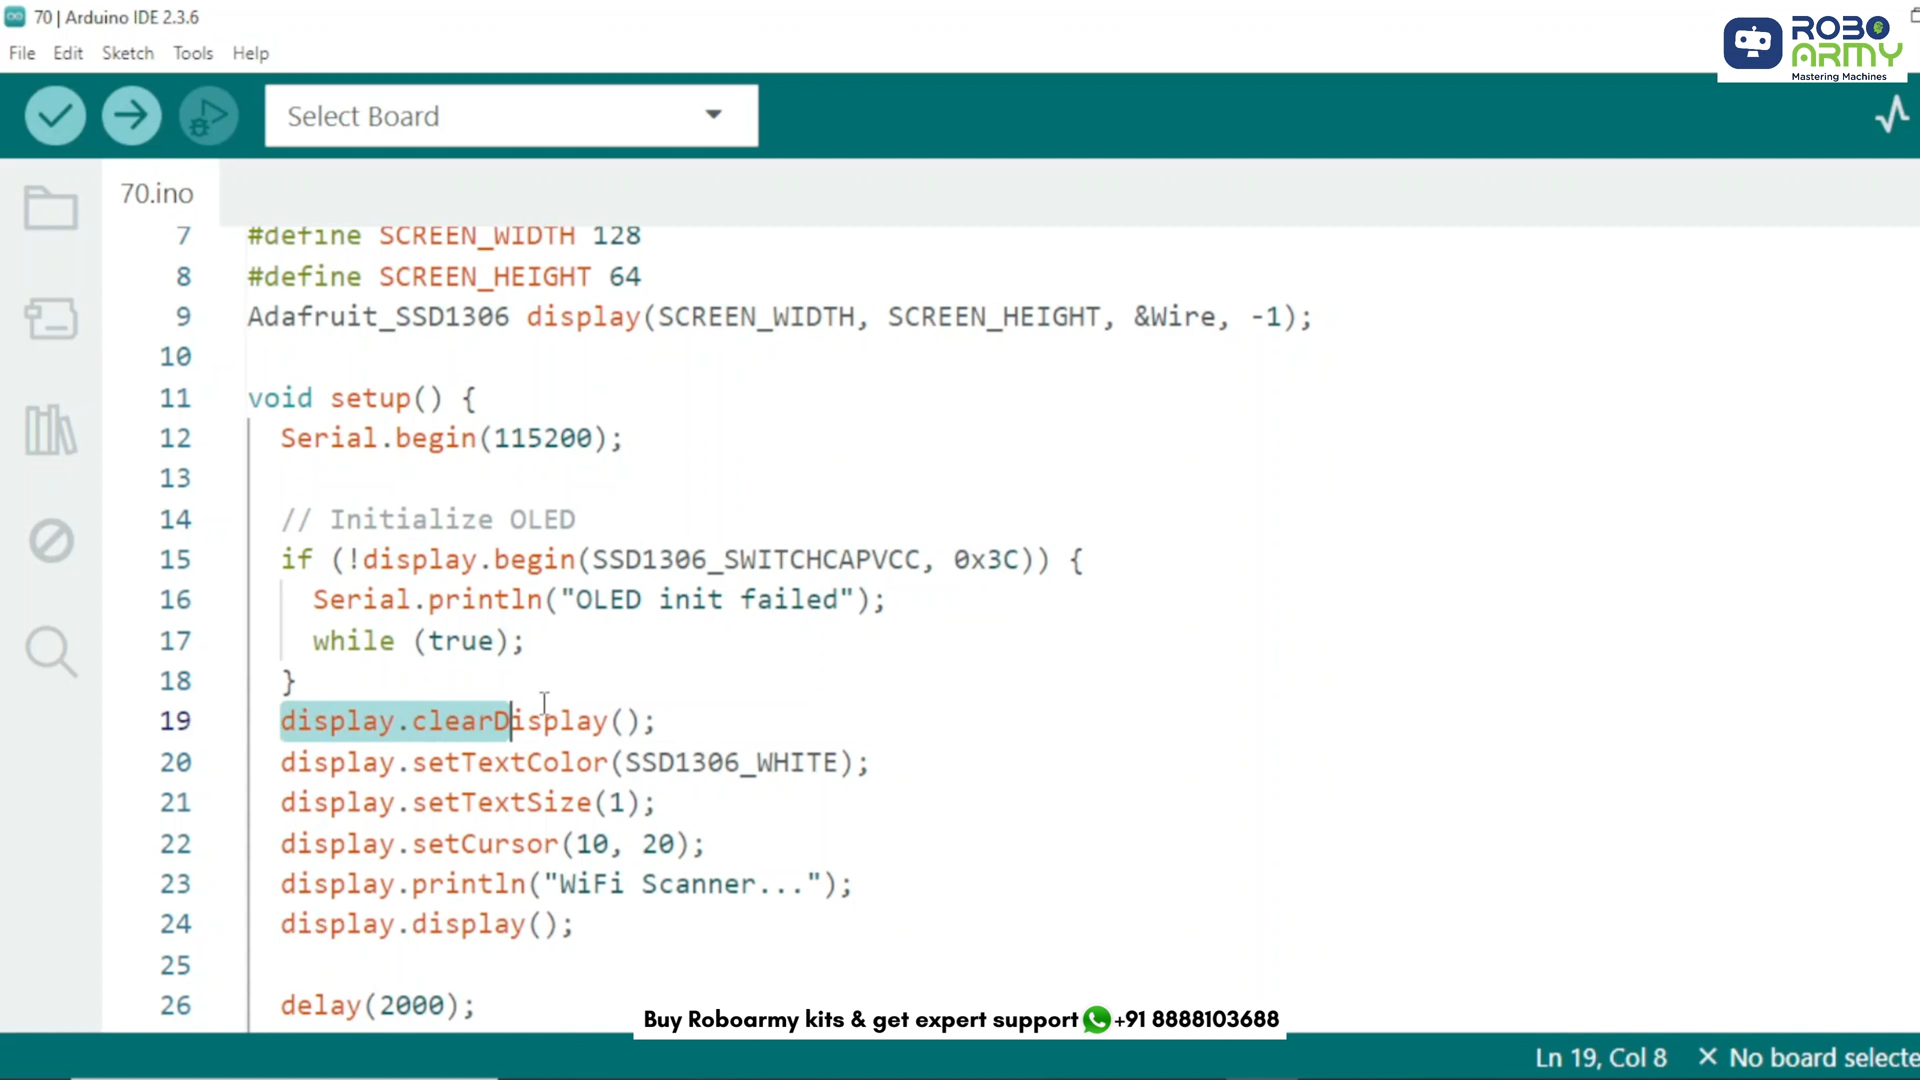 70 | Arduino IDE 2.3.6
ROBO
ARMY
Mastering Machines
File Edit Sketch Tools Help
Select Board
70.ino
7 #define SCREEN_WIDTH 128
8 #define SCREEN_HEIGHT 64
9 Adafruit_SSD1306 display(SCREEN_WIDTH, SCREEN_HEIGHT, &Wire, -1);
10
11 void setup() {
12 Serial.begin(115200);
13
14 // Initialize OLED
15 if (!display.begin(SSD1306_SWITCHCAPVCC, 0x3C)) {
16 Serial.println("OLED init failed");
17 while (true);
18 }
19 display.clearDisplay();
20 display.setTextColor(SSD1306_WHITE);
21 display.setTextSize(1);
22 display.setCursor(10, 20);
23 display.println("WiFi Scanner...");
24 display.display();
25
26 delay(2000);
Buy Roboarmy kits & get expert support +91 8888103688
Ln 19, Col 8 × No board selecte